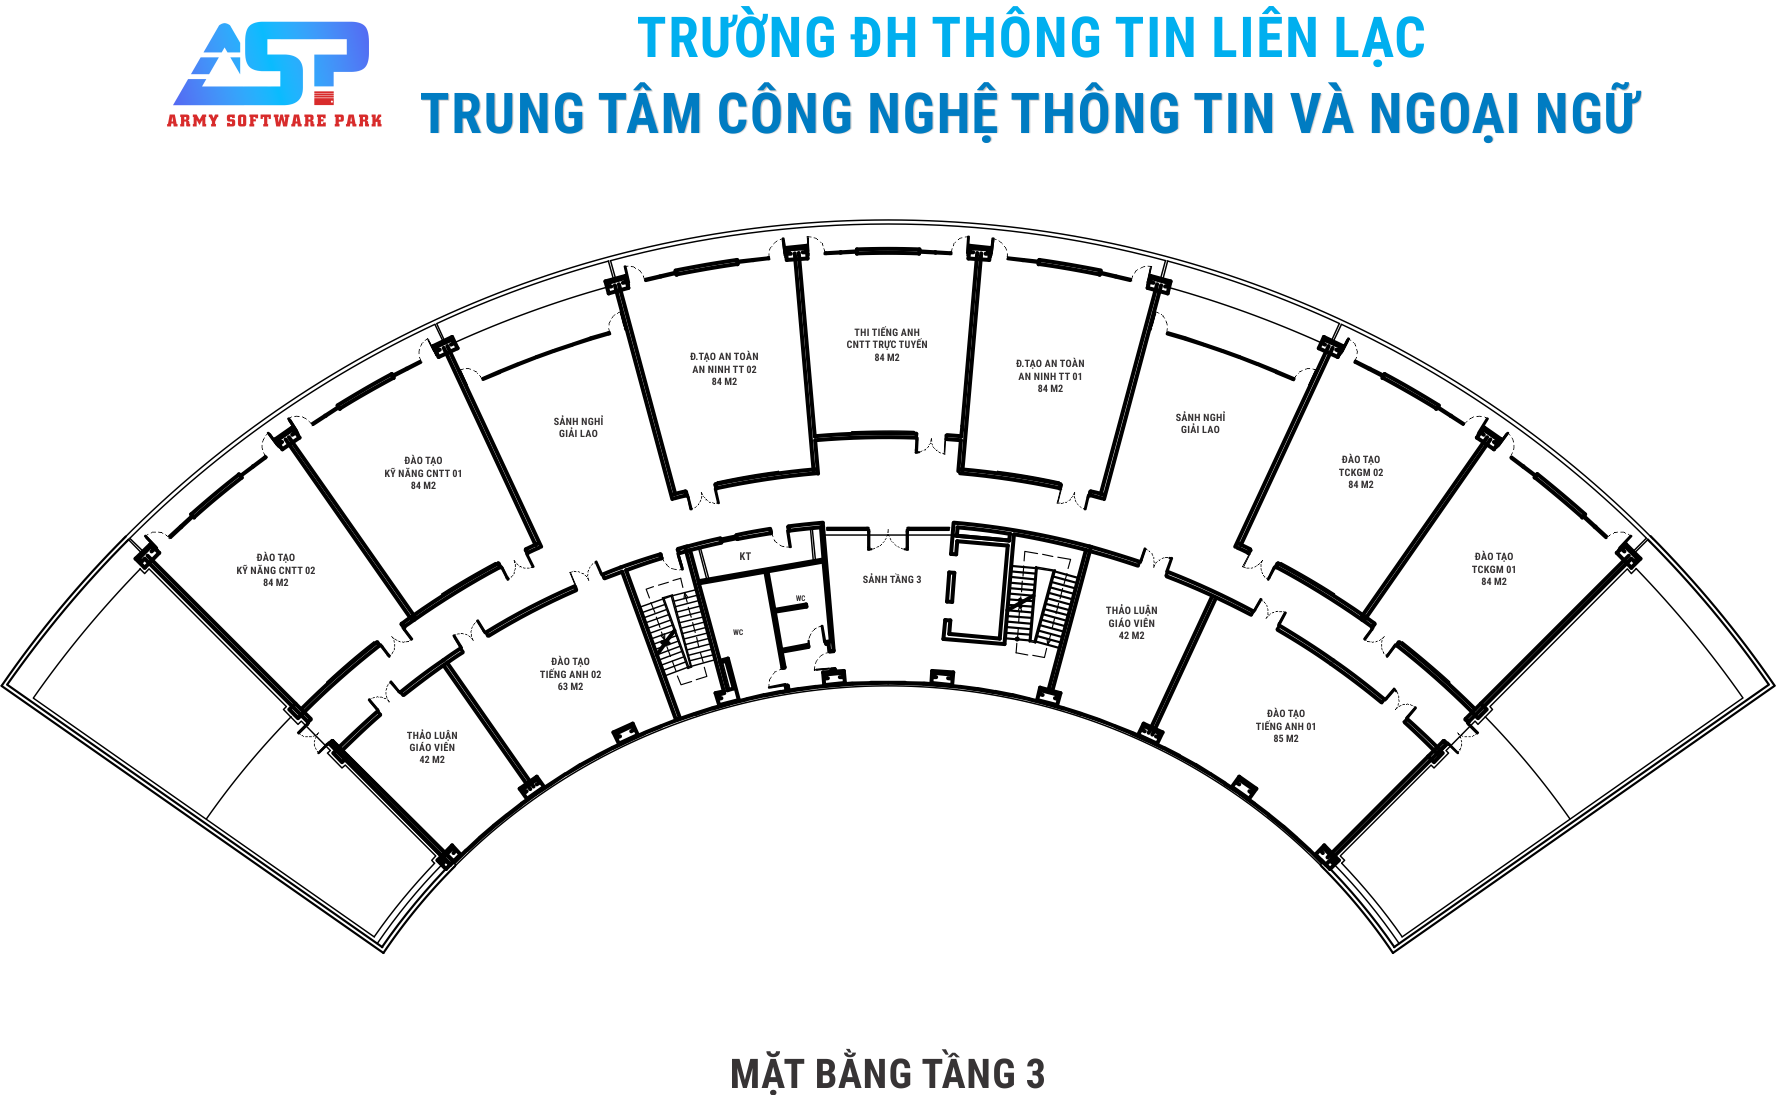 TRƯỜNG ĐH THÔNG TIN LIÊN LẠC
ASP
ARMY SOFTWARE PARK
TRUNG TÂM CÔNG NGHỆ THÔNG TIN VÀ NGOẠI NGỮ
THI TIẾNG ANH
CNTT TRỰC TUYẾN
84 M2
Đ.TẠO AN TOÀN
AN NINH TT 02
84 M2
Đ.TẠO AN TOÀN
AN NINH TT 01
84 M2
SẢNH NGHỈ
GIẢI LAO
SẢNH NGHỈ
GIẢI LAO
ĐÀO TẠO
KỸ NĂNG CNTT 01
84 M2
ĐÀO TẠO
TCKGM 02
84 M2
ĐÀO TẠO
KỸ NĂNG CNTT 02
84 M2
KT
SẢNH TẦNG 3
ĐÀO TẠO
TCKGM 01
84 M2
WC
WC
THẢO LUẬN
GIÁO VIÊN
42 M2
ĐÀO TẠO
TIẾNG ANH 02
63 M2
THẢO LUẬN
GIÁO VIÊN
42 M2
ĐÀO TẠO
TIẾNG ANH 01
85 M2
MẶT BẰNG TẦNG 3